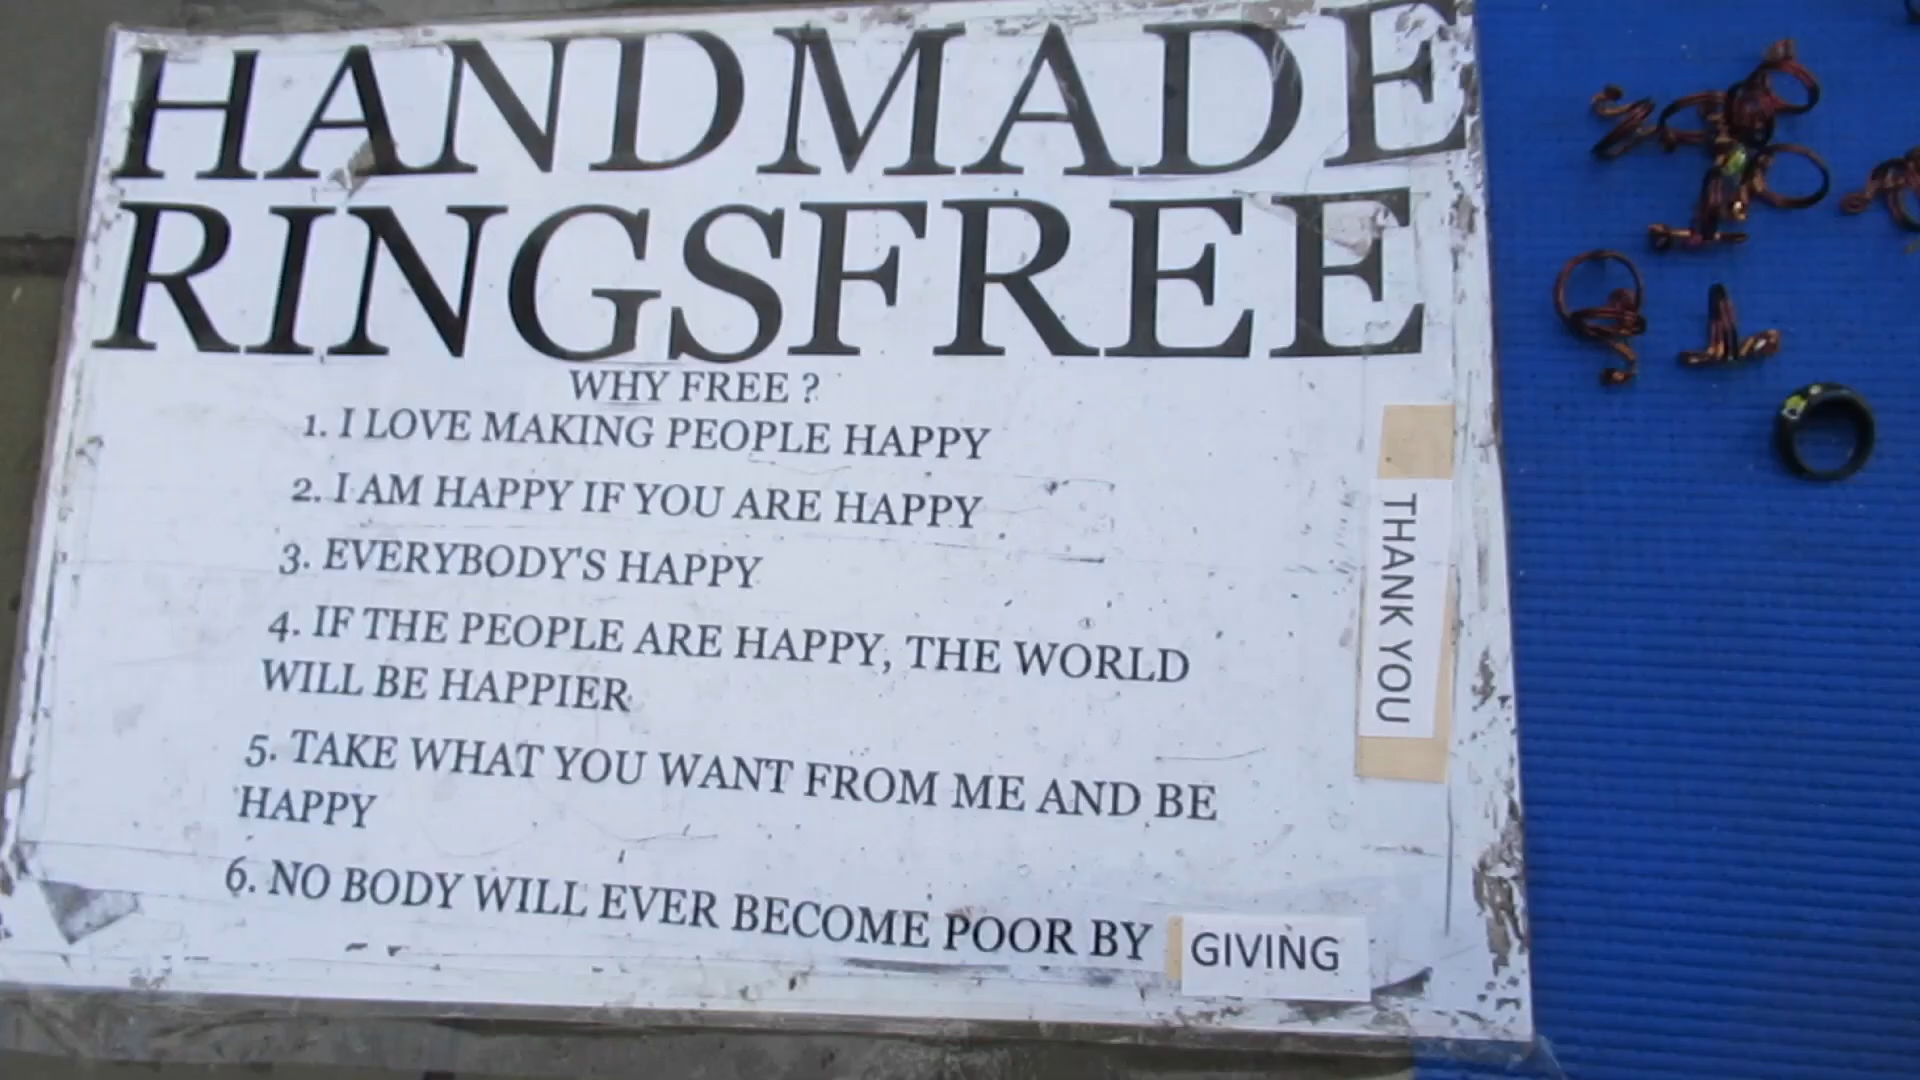 HANDMADE
RINGSFREE
WHY FREE ?
1. I LOVE MAKING PEOPLE HAPPY
2. I AM HAPPY IF YOU ARE HAPPY
3. EVERYBODY'S HAPPY
4. IF THE PEOPLE ARE HAPPY, THE WORLD
WILL BE HAPPIER
5. TAKE WHAT YOU WANT FROM ME AND BE
HAPPY
6. NO BODY WILL EVER BECOME POOR BY GIVING
THANK YOU